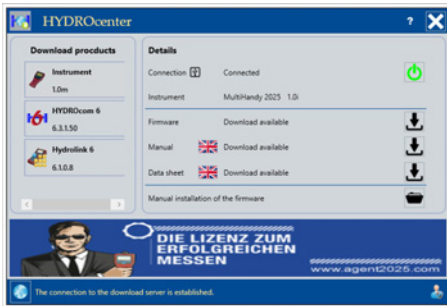 HYDROcenter
?
Download procducts
Instrument
1.0m
HYDROcom 6
6.3.1.50
Hydrolink 6
6.1.0.8
Details
Connection Connected
Instrument MultiHandy 2025 1.0i
Firmware Download available
Manual Download available
Data sheet Download available
Manual installation of the firmware
DIE LIZENZ ZUM
ERFOLGREICHEN
MESSEN
www.agent2025.com
The connection to the download server is established.